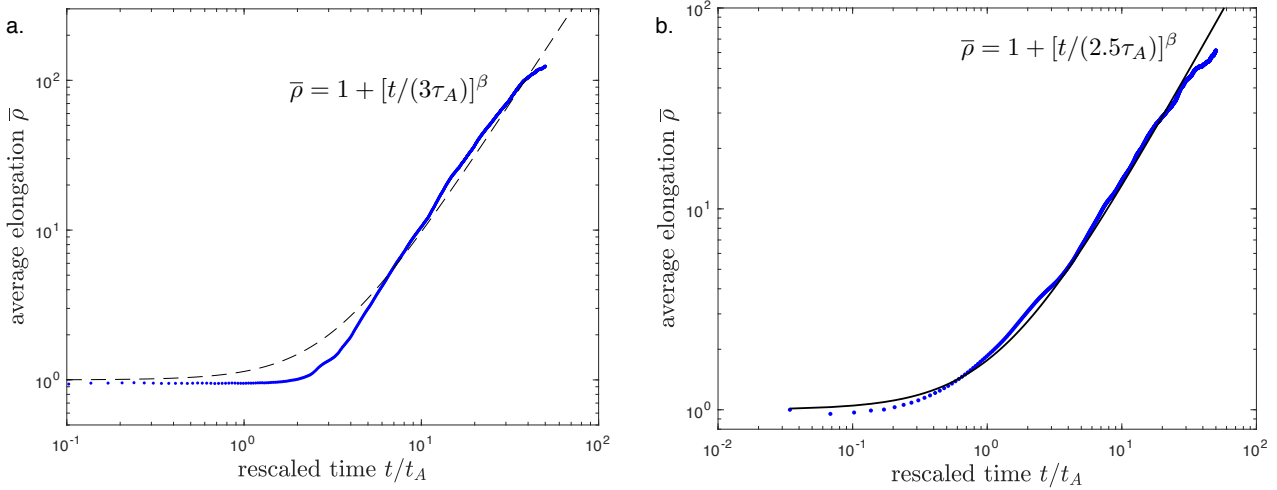 a.
ρ̅ = 1 + [t/(3τ_A)]^β
average elongation ρ̅
10^2
10^1
10^0
10^-1
10^0
10^1
10^2
rescaled time t/t_A
b.
ρ̅ = 1 + [t/(2.5τ_A)]^β
average elongation ρ̅
10^2
10^1
10^0
10^-2
10^-1
10^0
10^1
10^2
rescaled time t/t_A